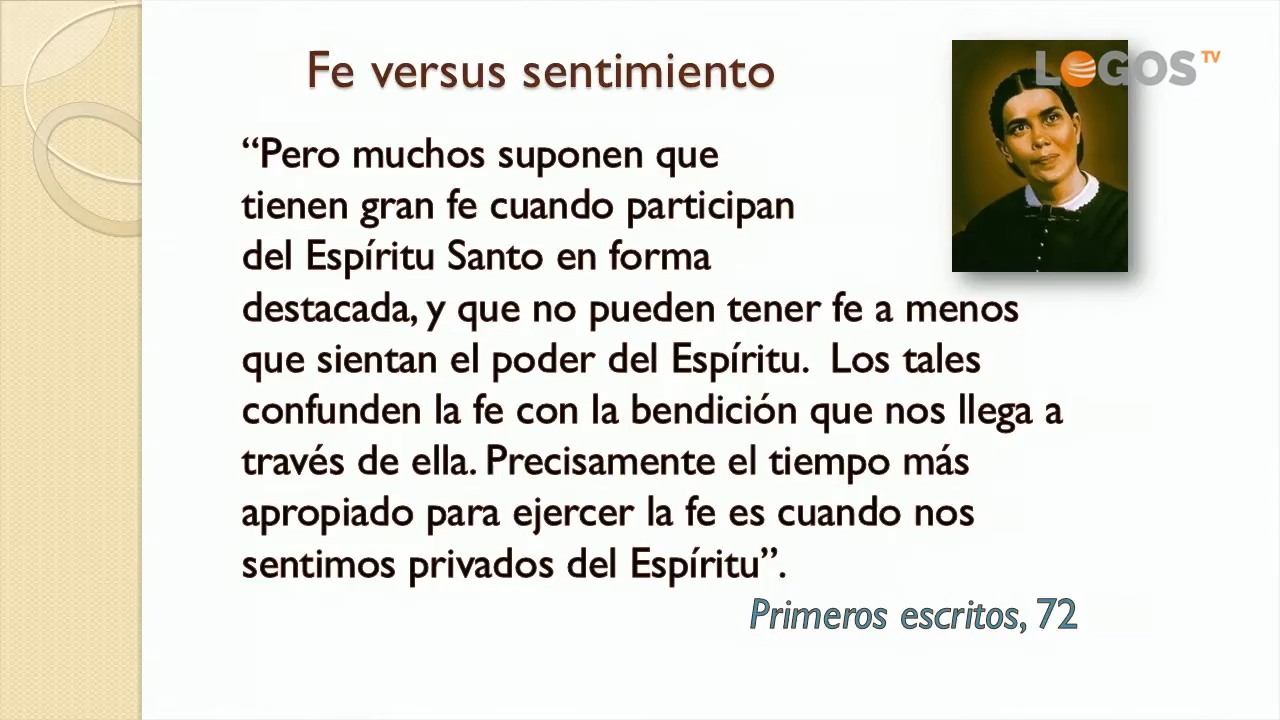 Fe versus sentimiento
LOGOS TV
“Pero muchos suponen que
tienen gran fe cuando participan
del Espíritu Santo en forma
destacada, y que no pueden tener fe a menos
que sientan el poder del Espíritu.  Los tales
confunden la fe con la bendición que nos llega a
través de ella. Precisamente el tiempo más
apropiado para ejercer la fe es cuando nos
sentimos privados del Espíritu”.
Primeros escritos, 72